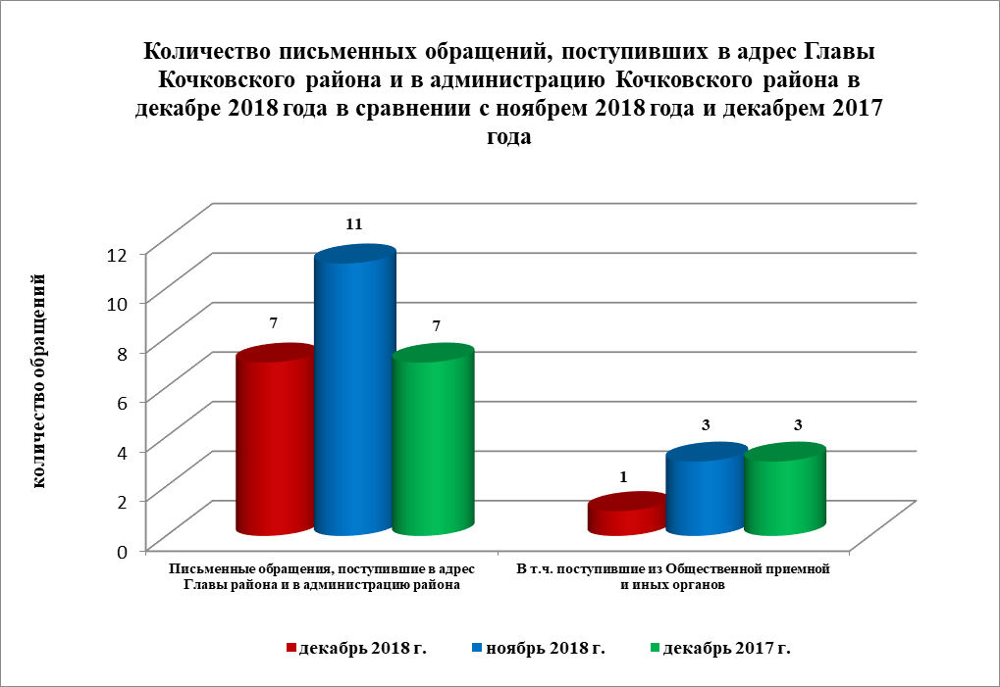 Количество письменных обращений, поступивших в адрес Главы
Кочковского района и в администрацию Кочковского района в
декабре 2018 года в сравнении с ноябрем 2018 года и декабрем 2017
года
количество обращений
12
10
8
6
4
2
0
7
11
7
1
3
3
Письменные обращения, поступившие в адрес
Главы района и в администрацию района
В т.ч. поступившие из Общественной приемной
и иных органов
декабрь 2018 г.
ноябрь 2018 г.
декабрь 2017 г.